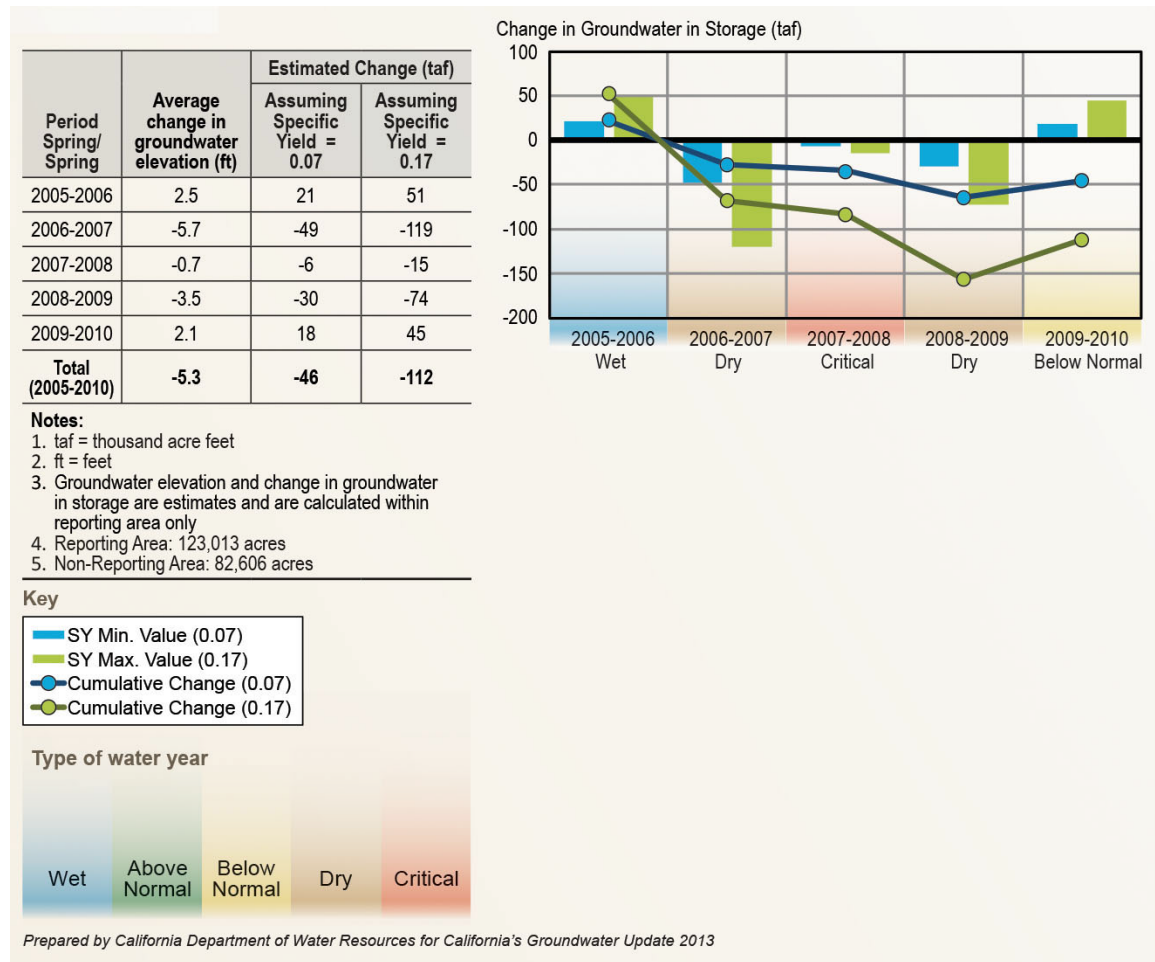 Period
Spring/
Spring
Average
change in
groundwater
elevation (ft)
Estimated Change (taf)
Assuming
Specific
Yield =
0.07
Assuming
Specific
Yield =
0.17
2005-2006 2.5 21 51
2006-2007 -5.7 -49 -119
2007-2008 -0.7 -6 -15
2008-2009 -3.5 -30 -74
2009-2010 2.1 18 45
Total
(2005-2010) -5.3 -46 -112
Notes:
1. taf = thousand acre feet
2. ft = feet
3. Groundwater elevation and change in groundwater
in storage are estimates and are calculated within
reporting area only
4. Reporting Area: 123,013 acres
5. Non-Reporting Area: 82,606 acres
Key
SY Min. Value (0.07)
SY Max. Value (0.17)
Cumulative Change (0.07)
Cumulative Change (0.17)
Type of water year
Wet
Above
Normal
Below
Normal
Dry
Critical
Change in Groundwater in Storage (taf)
100
50
0
-50
-100
-150
-200
2005-2006 2006-2007 2007-2008 2008-2009 2009-2010
Wet Dry Critical Dry Below Normal
Prepared by California Department of Water Resources for California's Groundwater Update 2013